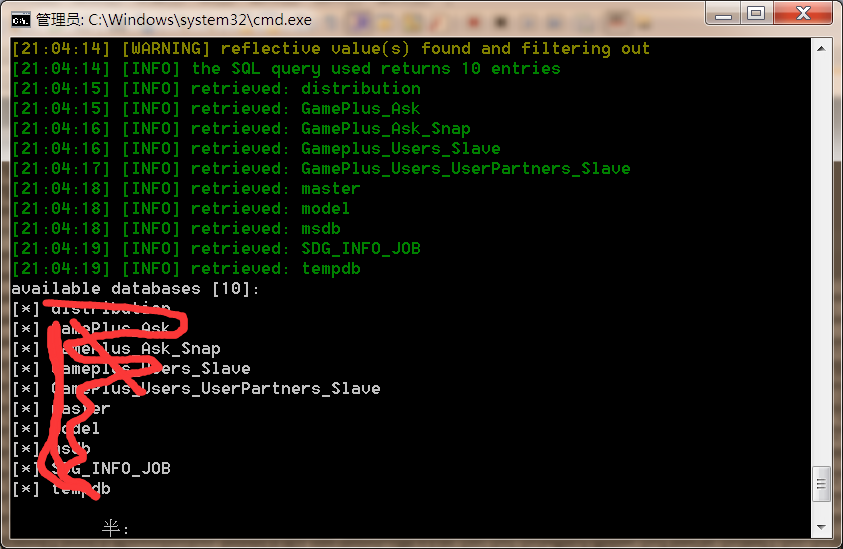 管理员: C:\Windows\system32\cmd.exe
[21:04:14] [WARNING] reflective value(s) found and filtering out
[21:04:14] [INFO] the SQL query used returns 10 entries
[21:04:15] [INFO] retrieved: distribution
[21:04:15] [INFO] retrieved: GamePlus_Ask
[21:04:16] [INFO] retrieved: GamePlus_Ask_Snap
[21:04:16] [INFO] retrieved: Gameplus_Users_Slave
[21:04:17] [INFO] retrieved: GamePlus_Users_UserPartners_Slave
[21:04:18] [INFO] retrieved: master
[21:04:18] [INFO] retrieved: model
[21:04:18] [INFO] retrieved: msdb
[21:04:19] [INFO] retrieved: SDG_INFO_JOB
[21:04:19] [INFO] retrieved: tempdb
available databases [10]:
[*] distribution
[*] GamePlus_Ask
[*] GamePlus_Ask_Snap
[*] Gameplus_Users_Slave
[*] GamePlus_Users_UserPartners_Slave
[*] master
[*] model
[*] msdb
[*] SDG_INFO_JOB
[*] tempdb
半: